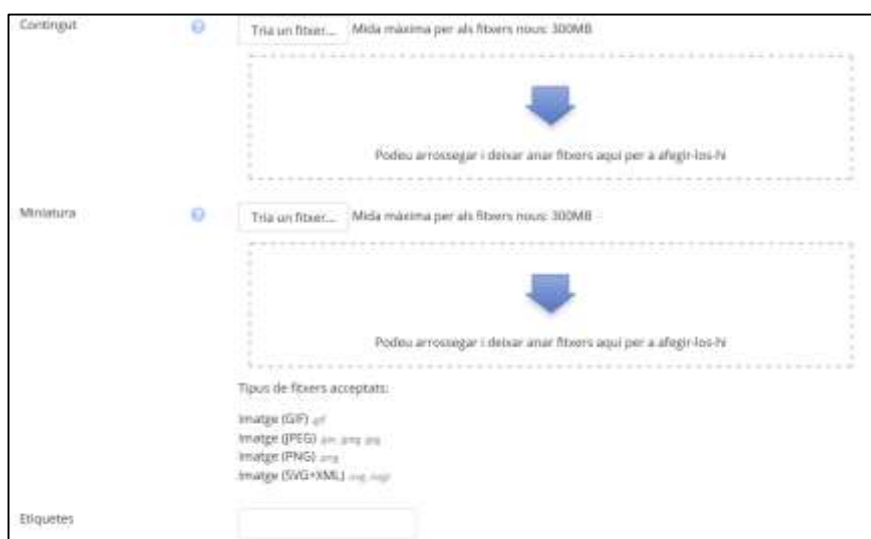 Contingut
Tria un fitxer... Mida màxima per als fitxers nous: 300MB
Podeu arrossegar i deixar anar fitxers aquí per a afegir-los-hi
Miniatura
Tria un fitxer... Mida màxima per als fitxers nous: 300MB
Podeu arrossegar i deixar anar fitxers aquí per a afegir-los-hi
Tipus de fitxers acceptats:
Imatge (GIF) .gif
Imatge (JPEG)
Imatge (PNG) .png
Imatge (SVG+XML)
Etiquetes